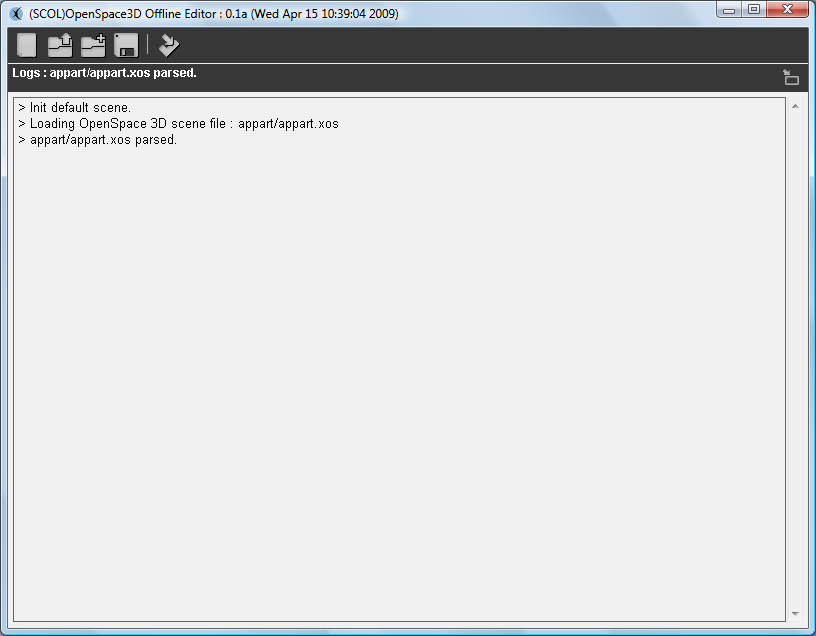 (SCOL)OpenSpace3D Offline Editor : 0.1a (Wed Apr 15 10:39:04 2009)
Logs : appart/appart.xos parsed.
> Init default scene.
> Loading OpenSpace 3D scene file : appart/appart.xos
> appart/appart.xos parsed.